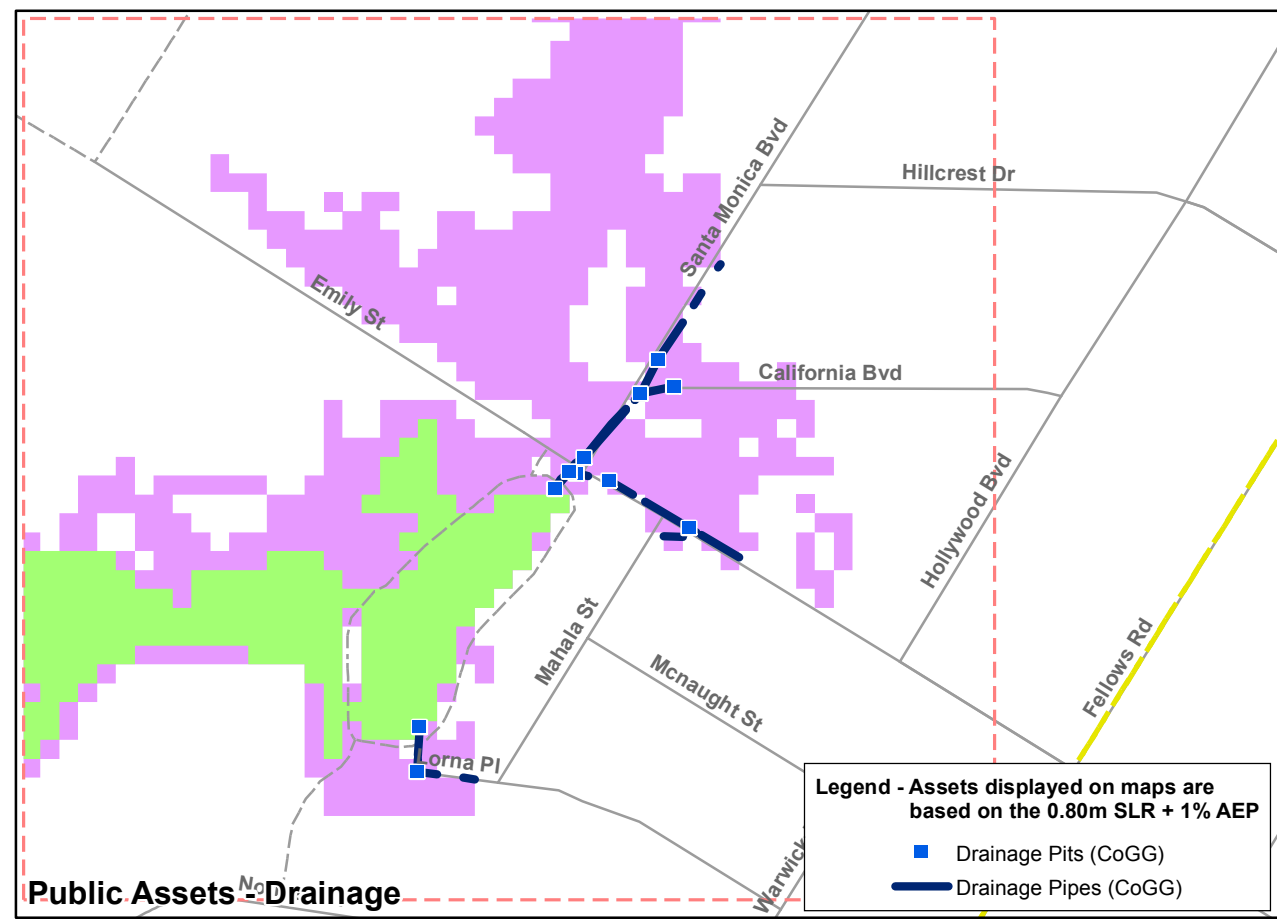 Santa Monica Bvd
Hillcrest Dr
Emily St
California Bvd
Hollywood Bvd
Mahala St
Mcnaught St
Fellows Rd
Lorna Pl
Warwick
Legend - Assets displayed on maps are
based on the 0.80m SLR + 1% AEP
Drainage Pits (CoGG)
Drainage Pipes (CoGG)
Public Assets - Drainage